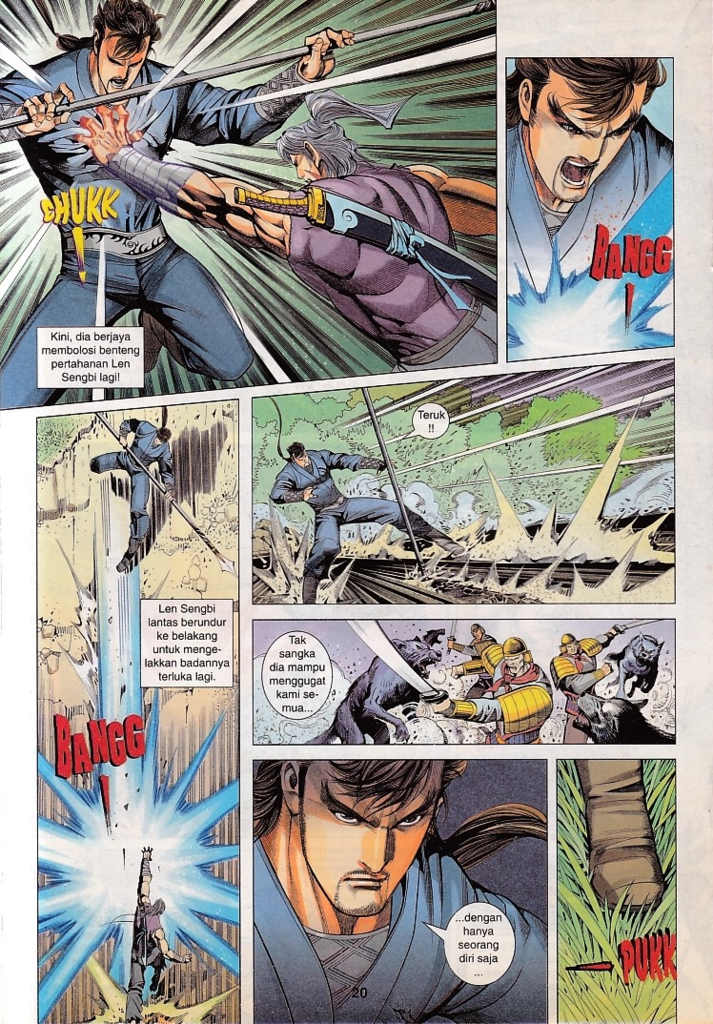 CHUKK
!
Kini, dia berjaya
membolosi benteng
pertahanan Len
Sengbi lagi!
BANGG
!
Teruk
!!
Len Sengbi
lantas berundur
ke belakang
untuk menge-
lakkan badannya
terluka lagi.
BANGG
!
Tak
sangka
dia mampu
menggugat
kami se-
mua...
...dengan
hanya
seorang
diri saja
...
PUKK
!
20